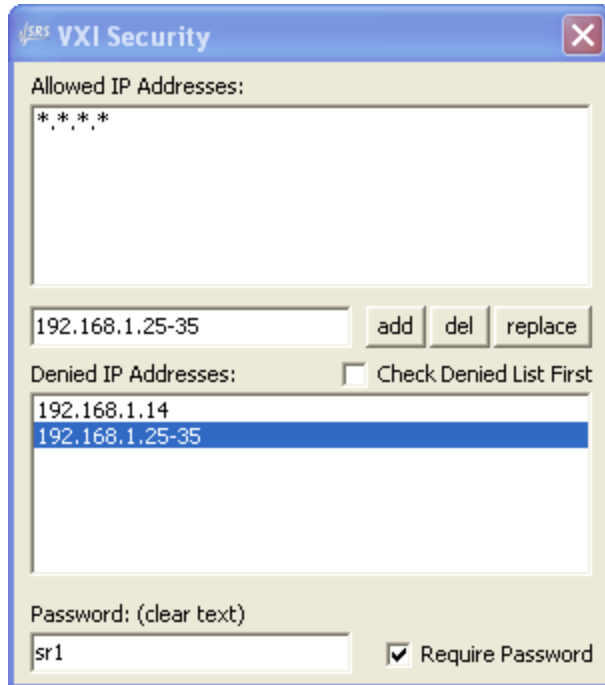 SRS VXI Security
Allowed IP Addresses:
*.*.*.*
192.168.1.25-35 add del replace
Denied IP Addresses: Check Denied List First
192.168.1.14
192.168.1.25-35
Password: (clear text)
sr1 Require Password